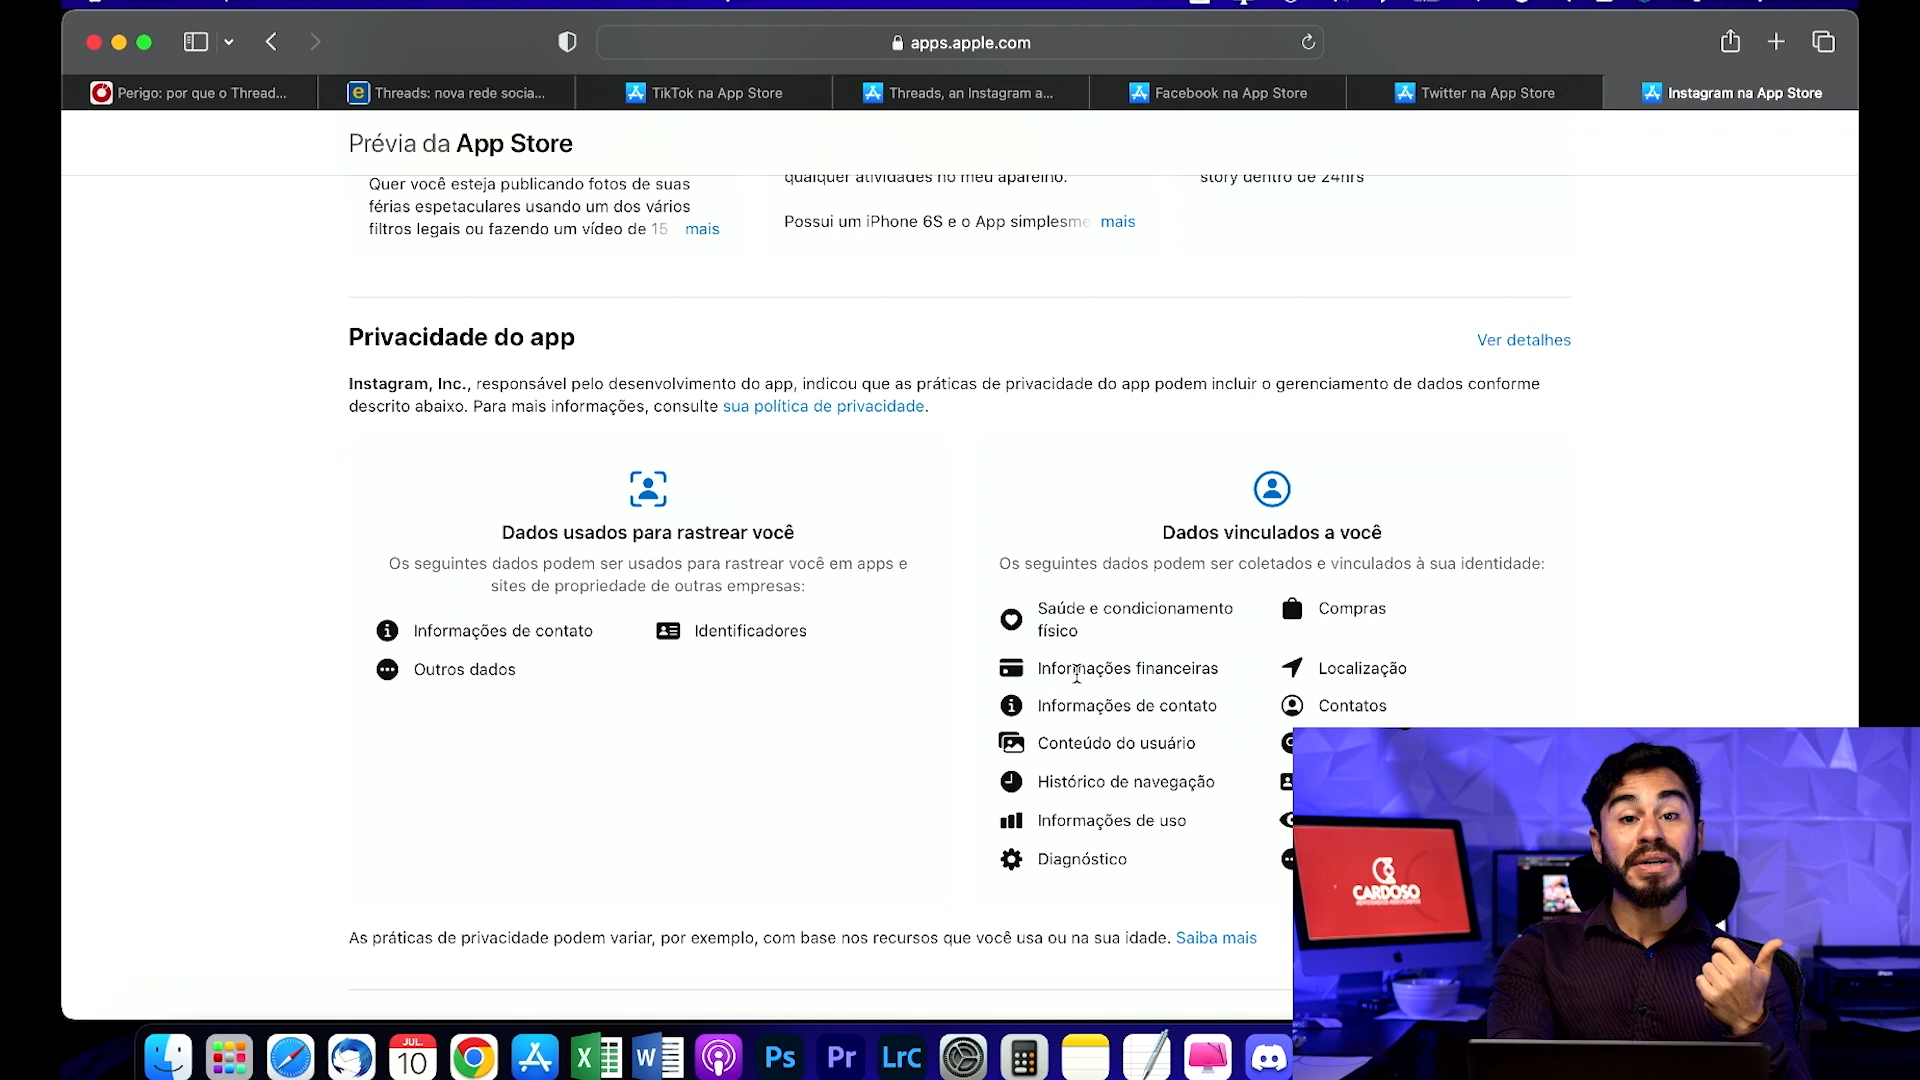 apps.apple.com
Perigo: por que o Thread...
Threads: nova rede socia...
TikTok na App Store
Threads, an Instagram a...
Facebook na App Store
Twitter na App Store
Instagram na App Store
Prévia da App Store
Quer você esteja publicando fotos de suas
férias espetaculares usando um dos vários
filtros legais ou fazendo um vídeo de 15 mais
qualquer atividades no meu aparelho.
Possui um iPhone 6S e o App simplesme mais
story dentro de 24hrs
Privacidade do app
Ver detalhes
Instagram, Inc., responsável pelo desenvolvimento do app, indicou que as práticas de privacidade do app podem incluir o gerenciamento de dados conforme
descrito abaixo. Para mais informações, consulte sua política de privacidade.
Dados usados para rastrear você
Os seguintes dados podem ser usados para rastrear você em apps e
sites de propriedade de outras empresas:
Informações de contato
Identificadores
Outros dados
Dados vinculados a você
Os seguintes dados podem ser coletados e vinculados à sua identidade:
Saúde e condicionamento
físico
Compras
Informações financeiras
Localização
Informações de contato
Contatos
Conteúdo do usuário
Histórico de navegação
Informações de uso
Diagnóstico
As práticas de privacidade podem variar, por exemplo, com base nos recursos que você usa ou na sua idade. Saiba mais
CARDOSO
JUL.
10
X
W
Ps
Pr
LrC